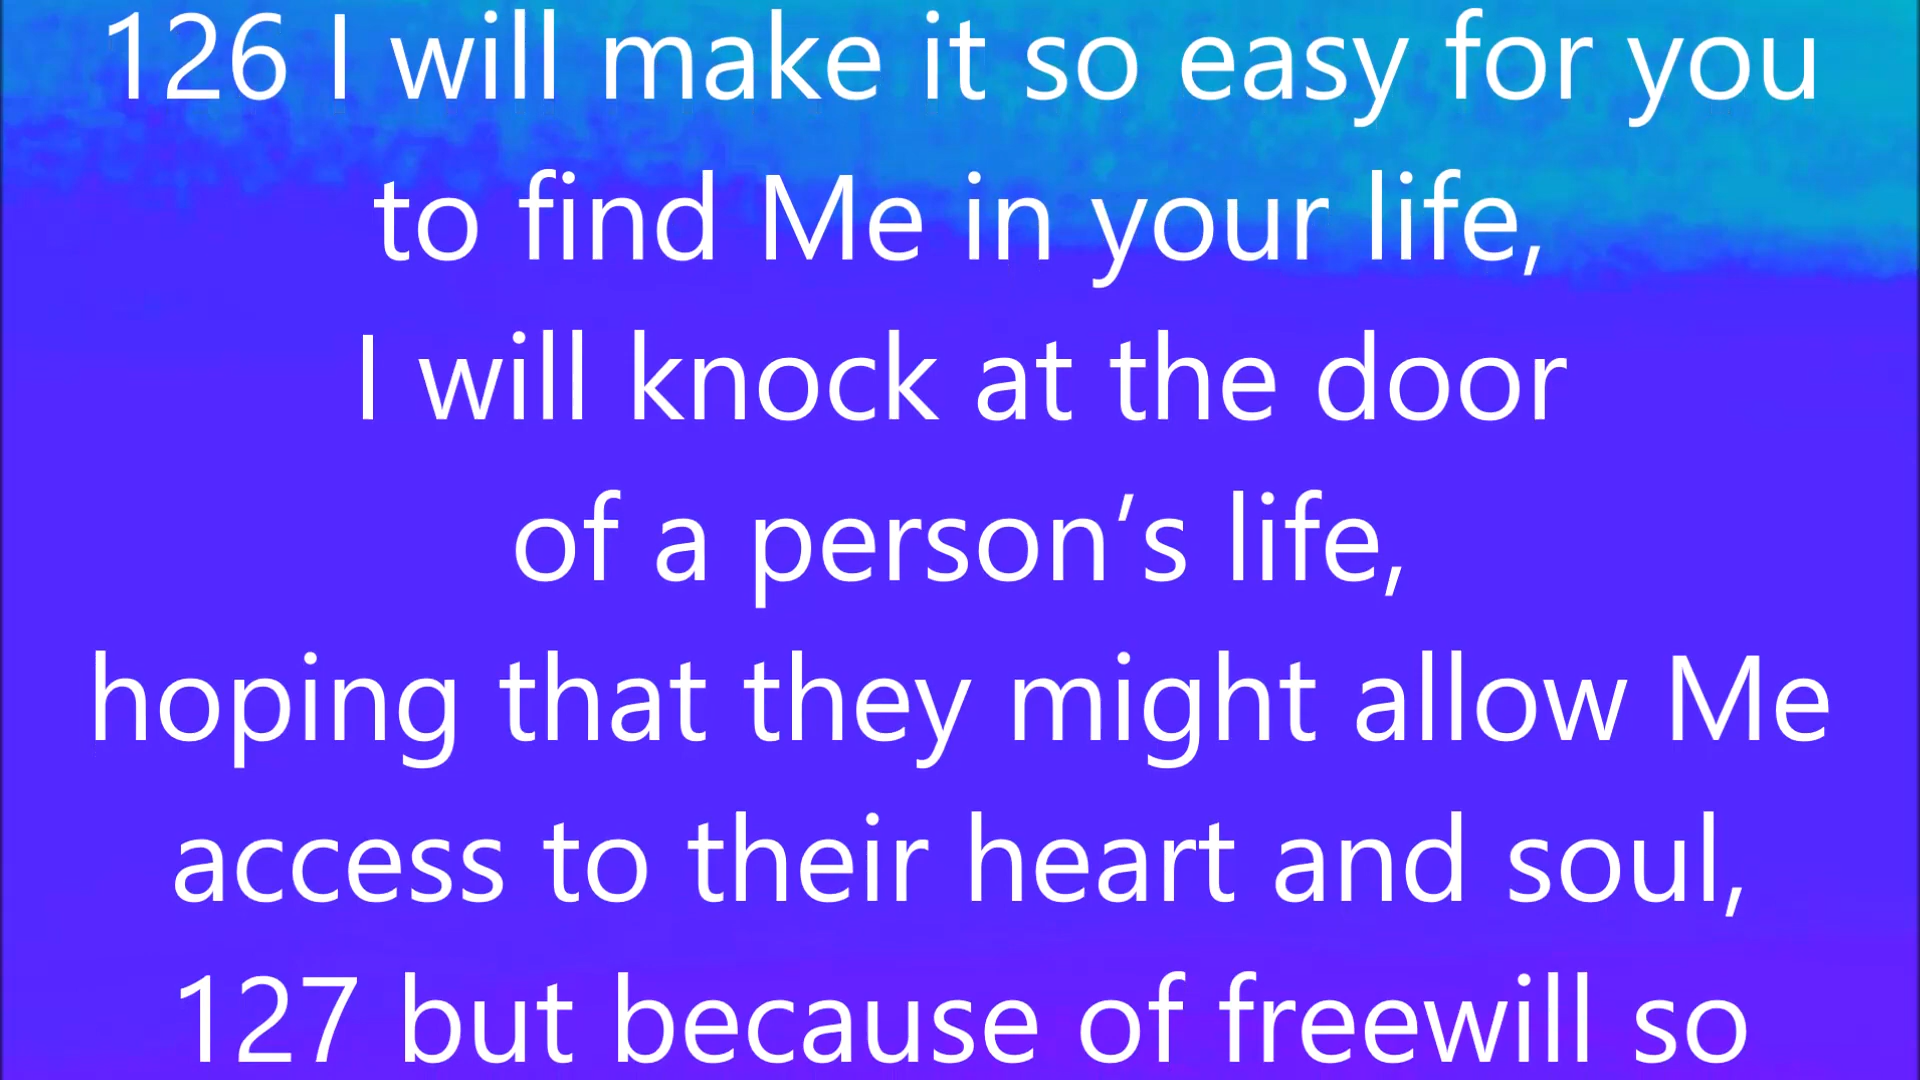 126 I will make it so easy for you
to find Me in your life,
I will knock at the door
of a person’s life,
hoping that they might allow Me
access to their heart and soul,
127 but because of freewill so